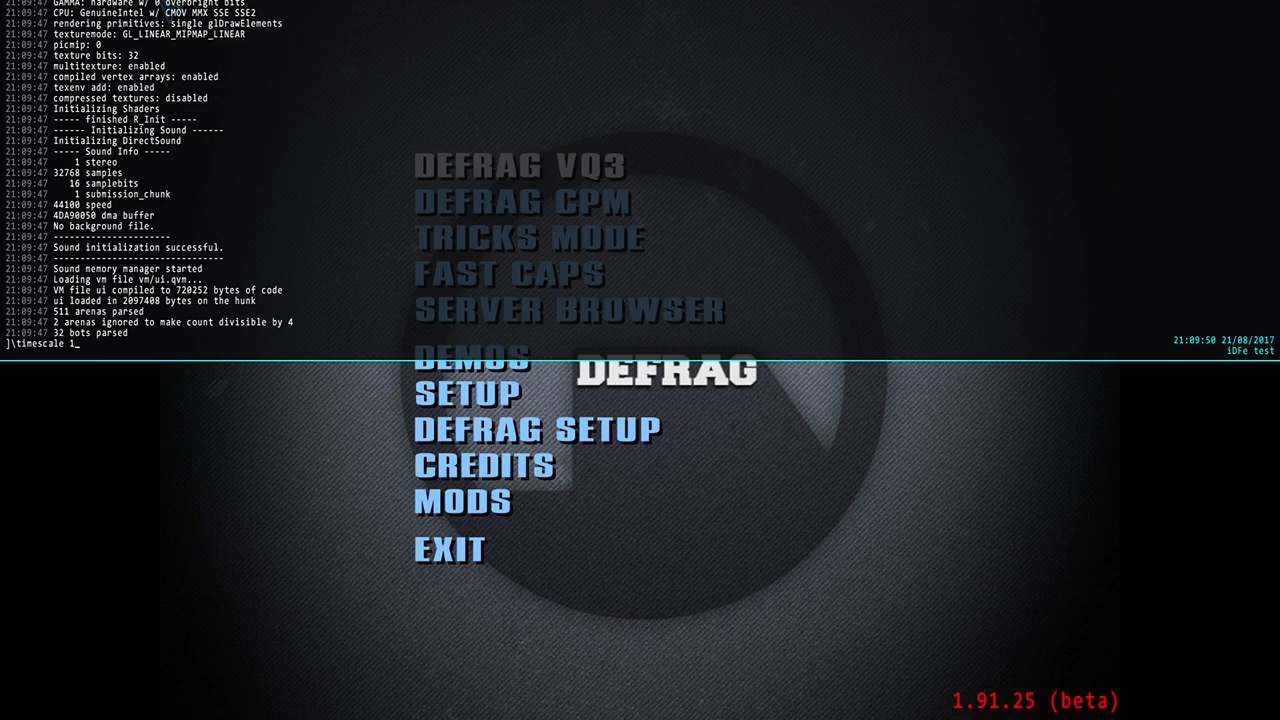 21:09:47 GAMMA: hardware w/ 0 overbright bits
21:09:47 CPU: GenuineIntel w/ CMOV MMX SSE SSE2
21:09:47 rendering primitives: single glDrawElements
21:09:47 texturemode: GL_LINEAR_MIPMAP_LINEAR
21:09:47 picmip: 0
21:09:47 texture bits: 32
21:09:47 multitexture: enabled
21:09:47 compiled vertex arrays: enabled
21:09:47 texenv add: enabled
21:09:47 compressed textures: disabled
21:09:47 Initializing Shaders
21:09:47 ----- finished R_Init -----
21:09:47 ------ Initializing Sound ------
21:09:47 Initializing DirectSound
21:09:47 ----- Sound Info -----
21:09:47     1 stereo
21:09:47 32768 samples
21:09:47    16 samplebits
21:09:47     1 submission_chunk
21:09:47 44100 speed
21:09:47 4DA90050 dma buffer
21:09:47 No background file.
21:09:47 ----------------------
21:09:47 Sound initialization successful.
21:09:47 --------------------------------
21:09:47 Sound memory manager started
21:09:47 Loading vm file vm/ui.qvm...
21:09:47 VM file ui compiled to 720252 bytes of code
21:09:47 ui loaded in 2097408 bytes on the hunk
21:09:47 511 arenas parsed
21:09:47 2 arenas ignored to make count divisible by 4
21:09:47 32 bots parsed
]\timescale 1_
21:09:50 21/08/2017
iDFe test
DEFRAG VQ3
DEFRAG CPM
TRICKS MODE
FAST CAPS
SERVER BROWSER
DEMOS
DEFRAG
SETUP
DEFRAG SETUP
CREDITS
MODS
EXIT
1.91.25 (beta)